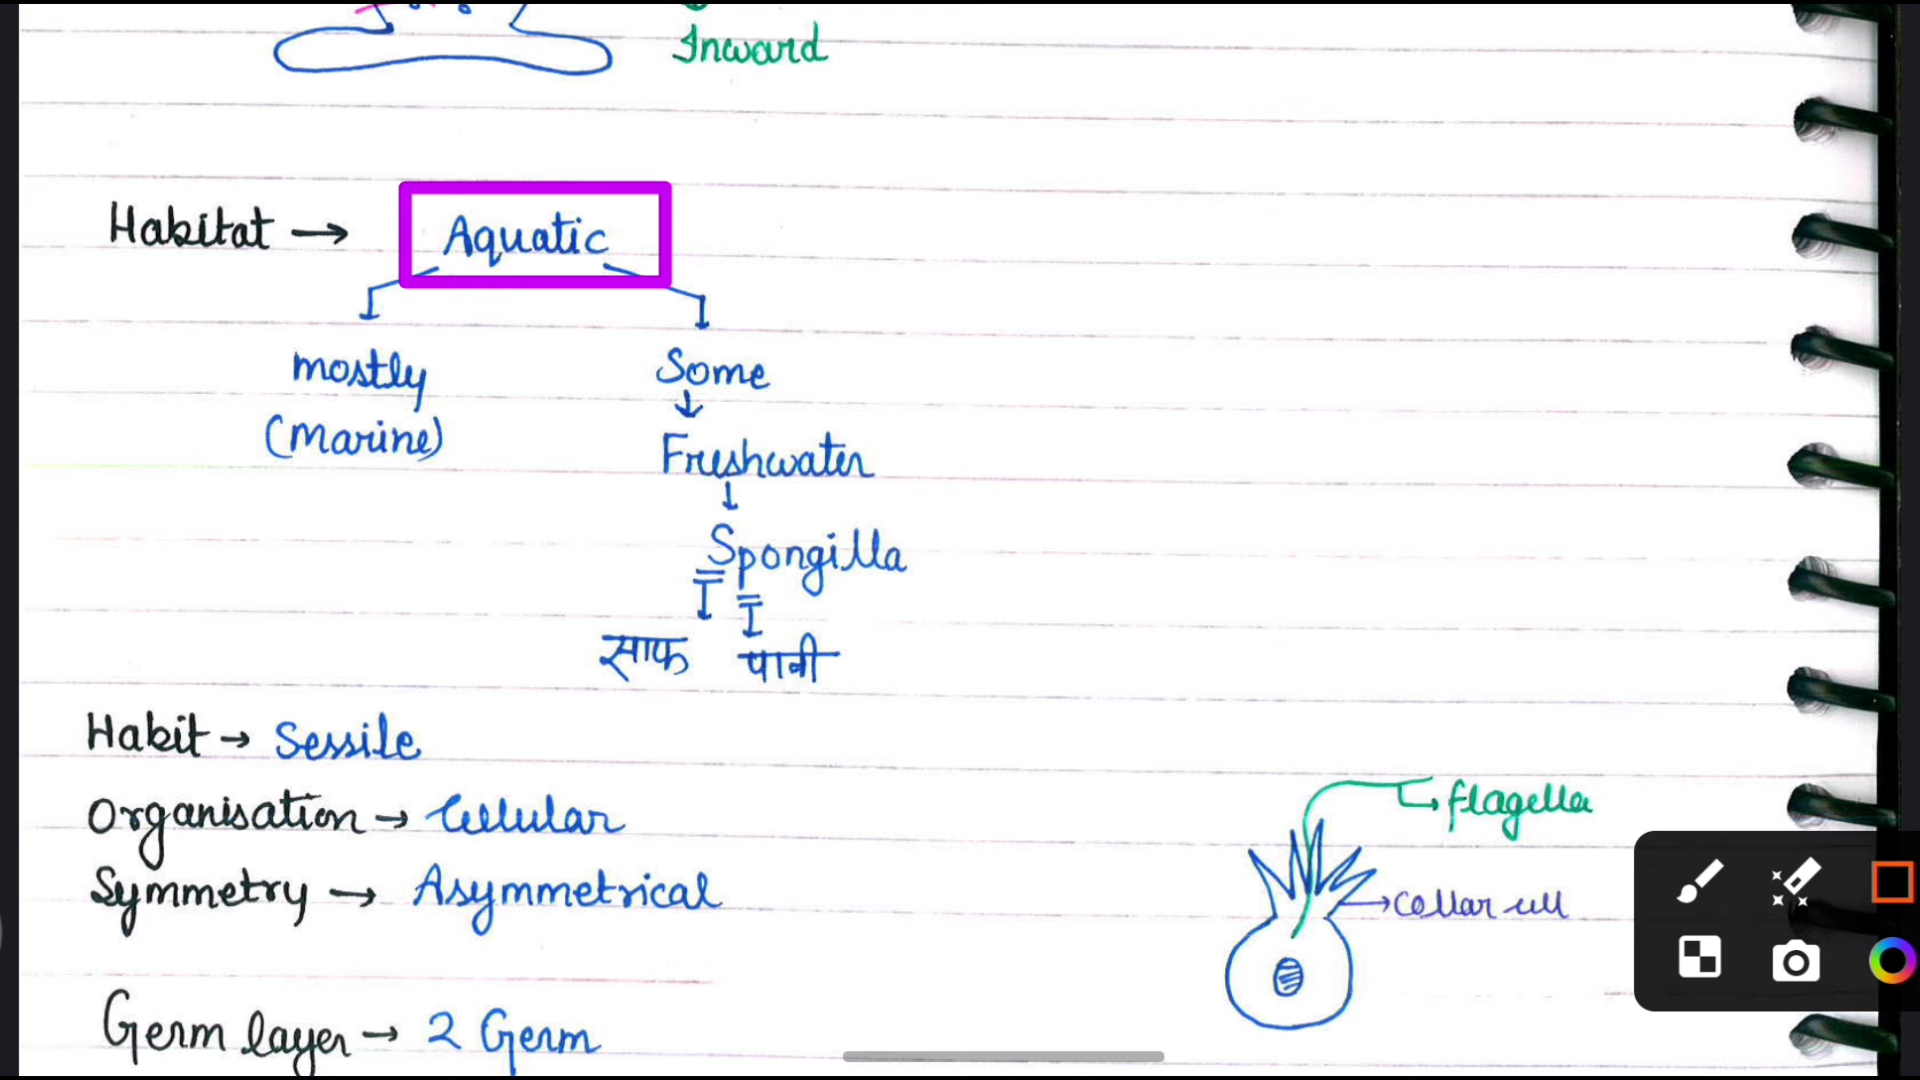 Inward
Habitat → Aquatic
mostly Some
↓
(Marine) Freshwater
↓
Spongilla
साफ पानी
Habit → Sessile
Organisation → Cellular
Symmetry → Asymmetrical
flagella
Collar cell
Germ layer → 2 Germ